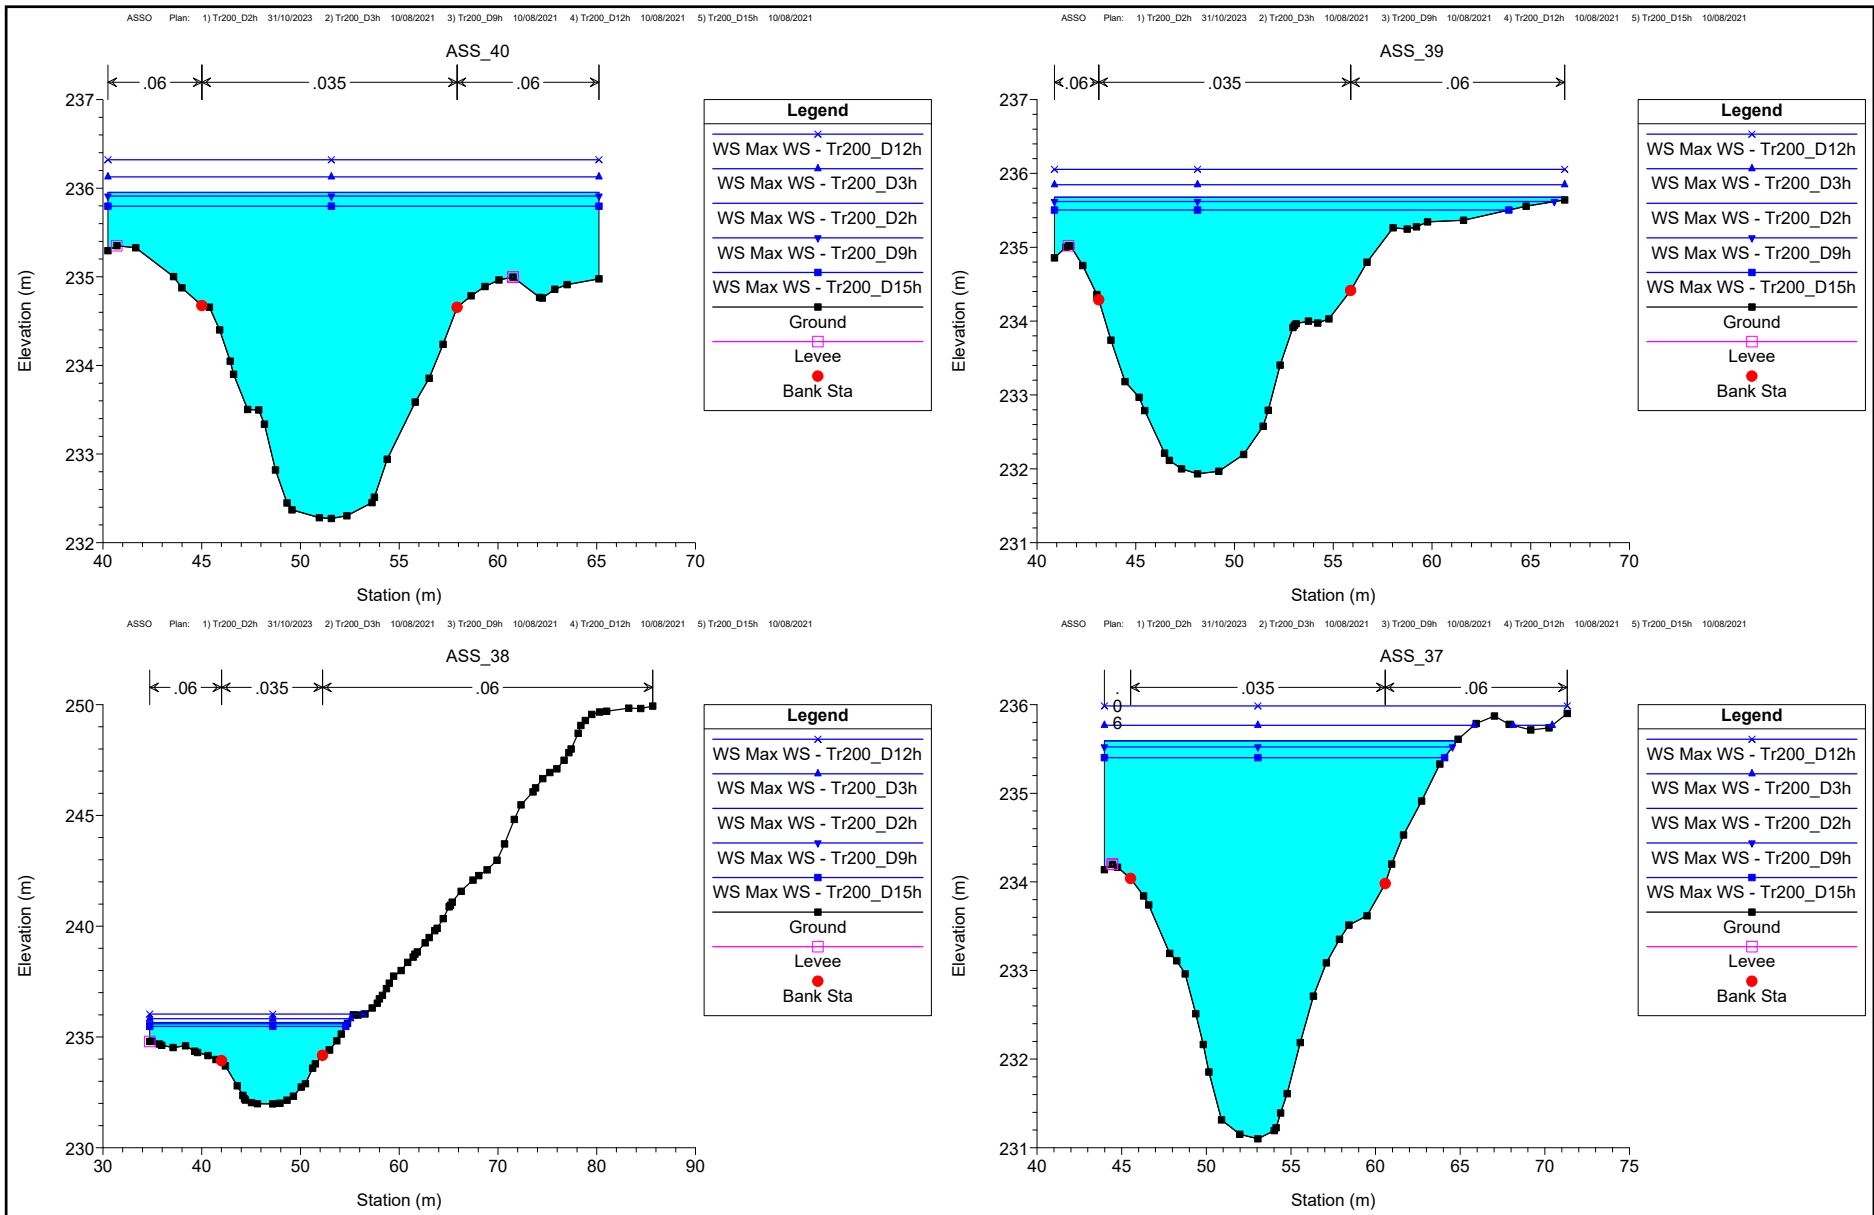 ASSO Plan: 1) Tr200_D2h 31/10/2023 2) Tr200_D3h 10/08/2021 3) Tr200_D9h 10/08/2021 4) Tr200_D12h 10/08/2021 5) Tr200_D15h 10/08/2021
ASS_40
.06 .035 .06
237
236
235
234
233
232
40 45 50 55 60 65 70
Elevation (m)
Station (m)
Legend
WS Max WS - Tr200_D12h
WS Max WS - Tr200_D3h
WS Max WS - Tr200_D2h
WS Max WS - Tr200_D9h
WS Max WS - Tr200_D15h
Ground
Levee
Bank Sta
ASSO Plan: 1) Tr200_D2h 31/10/2023 2) Tr200_D3h 10/08/2021 3) Tr200_D9h 10/08/2021 4) Tr200_D12h 10/08/2021 5) Tr200_D15h 10/08/2021
ASS_39
.06 .035 .06
237
236
235
234
233
232
231
40 45 50 55 60 65 70
Elevation (m)
Station (m)
Legend
WS Max WS - Tr200_D12h
WS Max WS - Tr200_D3h
WS Max WS - Tr200_D2h
WS Max WS - Tr200_D9h
WS Max WS - Tr200_D15h
Ground
Levee
Bank Sta
ASSO Plan: 1) Tr200_D2h 31/10/2023 2) Tr200_D3h 10/08/2021 3) Tr200_D9h 10/08/2021 4) Tr200_D12h 10/08/2021 5) Tr200_D15h 10/08/2021
ASS_38
.06 .035 .06
250
245
240
235
230
30 40 50 60 70 80 90
Elevation (m)
Station (m)
Legend
WS Max WS - Tr200_D12h
WS Max WS - Tr200_D3h
WS Max WS - Tr200_D2h
WS Max WS - Tr200_D9h
WS Max WS - Tr200_D15h
Ground
Levee
Bank Sta
ASSO Plan: 1) Tr200_D2h 31/10/2023 2) Tr200_D3h 10/08/2021 3) Tr200_D9h 10/08/2021 4) Tr200_D12h 10/08/2021 5) Tr200_D15h 10/08/2021
ASS_37
. .035 .06
0
6
236
235
234
233
232
231
40 45 50 55 60 65 70 75
Elevation (m)
Station (m)
Legend
WS Max WS - Tr200_D12h
WS Max WS - Tr200_D3h
WS Max WS - Tr200_D2h
WS Max WS - Tr200_D9h
WS Max WS - Tr200_D15h
Ground
Levee
Bank Sta